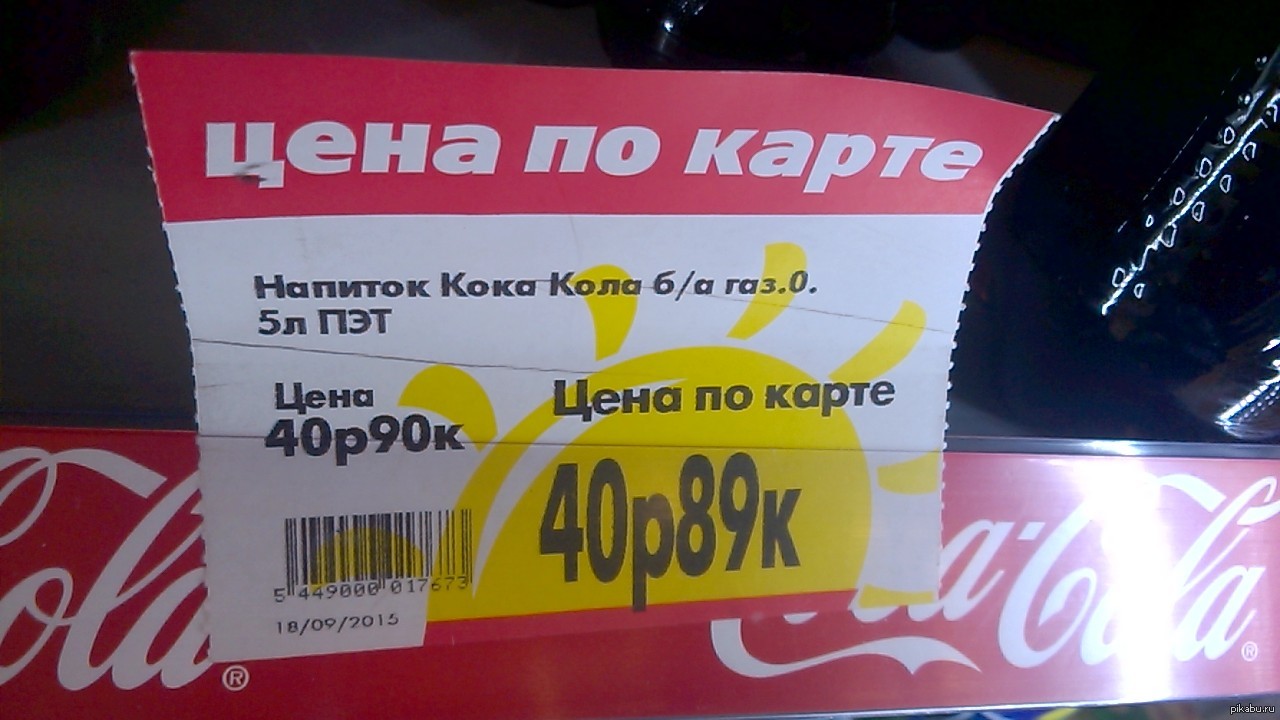 цена по карте
Напиток Кока Кола б/а газ.0.
5л ПЭТ
Цена
40р90к
Цена по карте
40р89к
5 449000 017673
18/09/2015
Cola®
Coca-Cola®
pikabu.ru